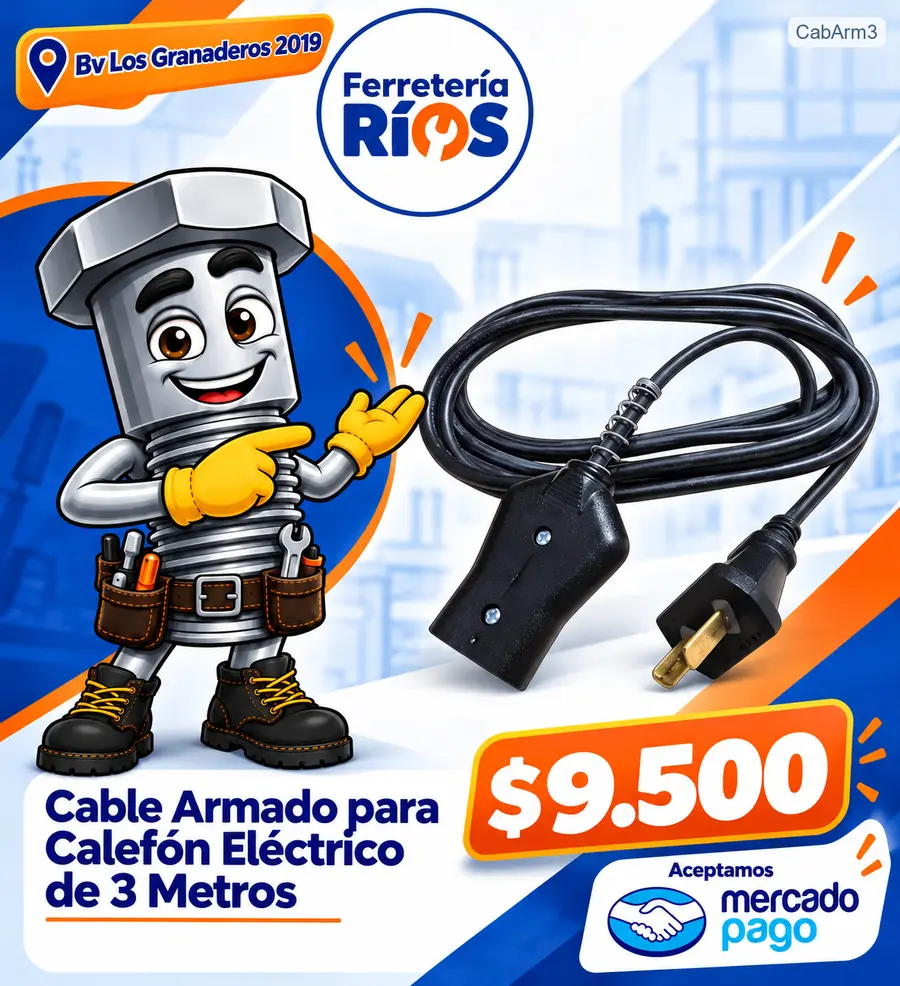 Bv Los Granaderos 2019
Ferretería
RÍOS
CabArm3
$9.500
Cable Armado para
Calefón Eléctrico
de 3 Metros
Aceptamos
mercado
pago